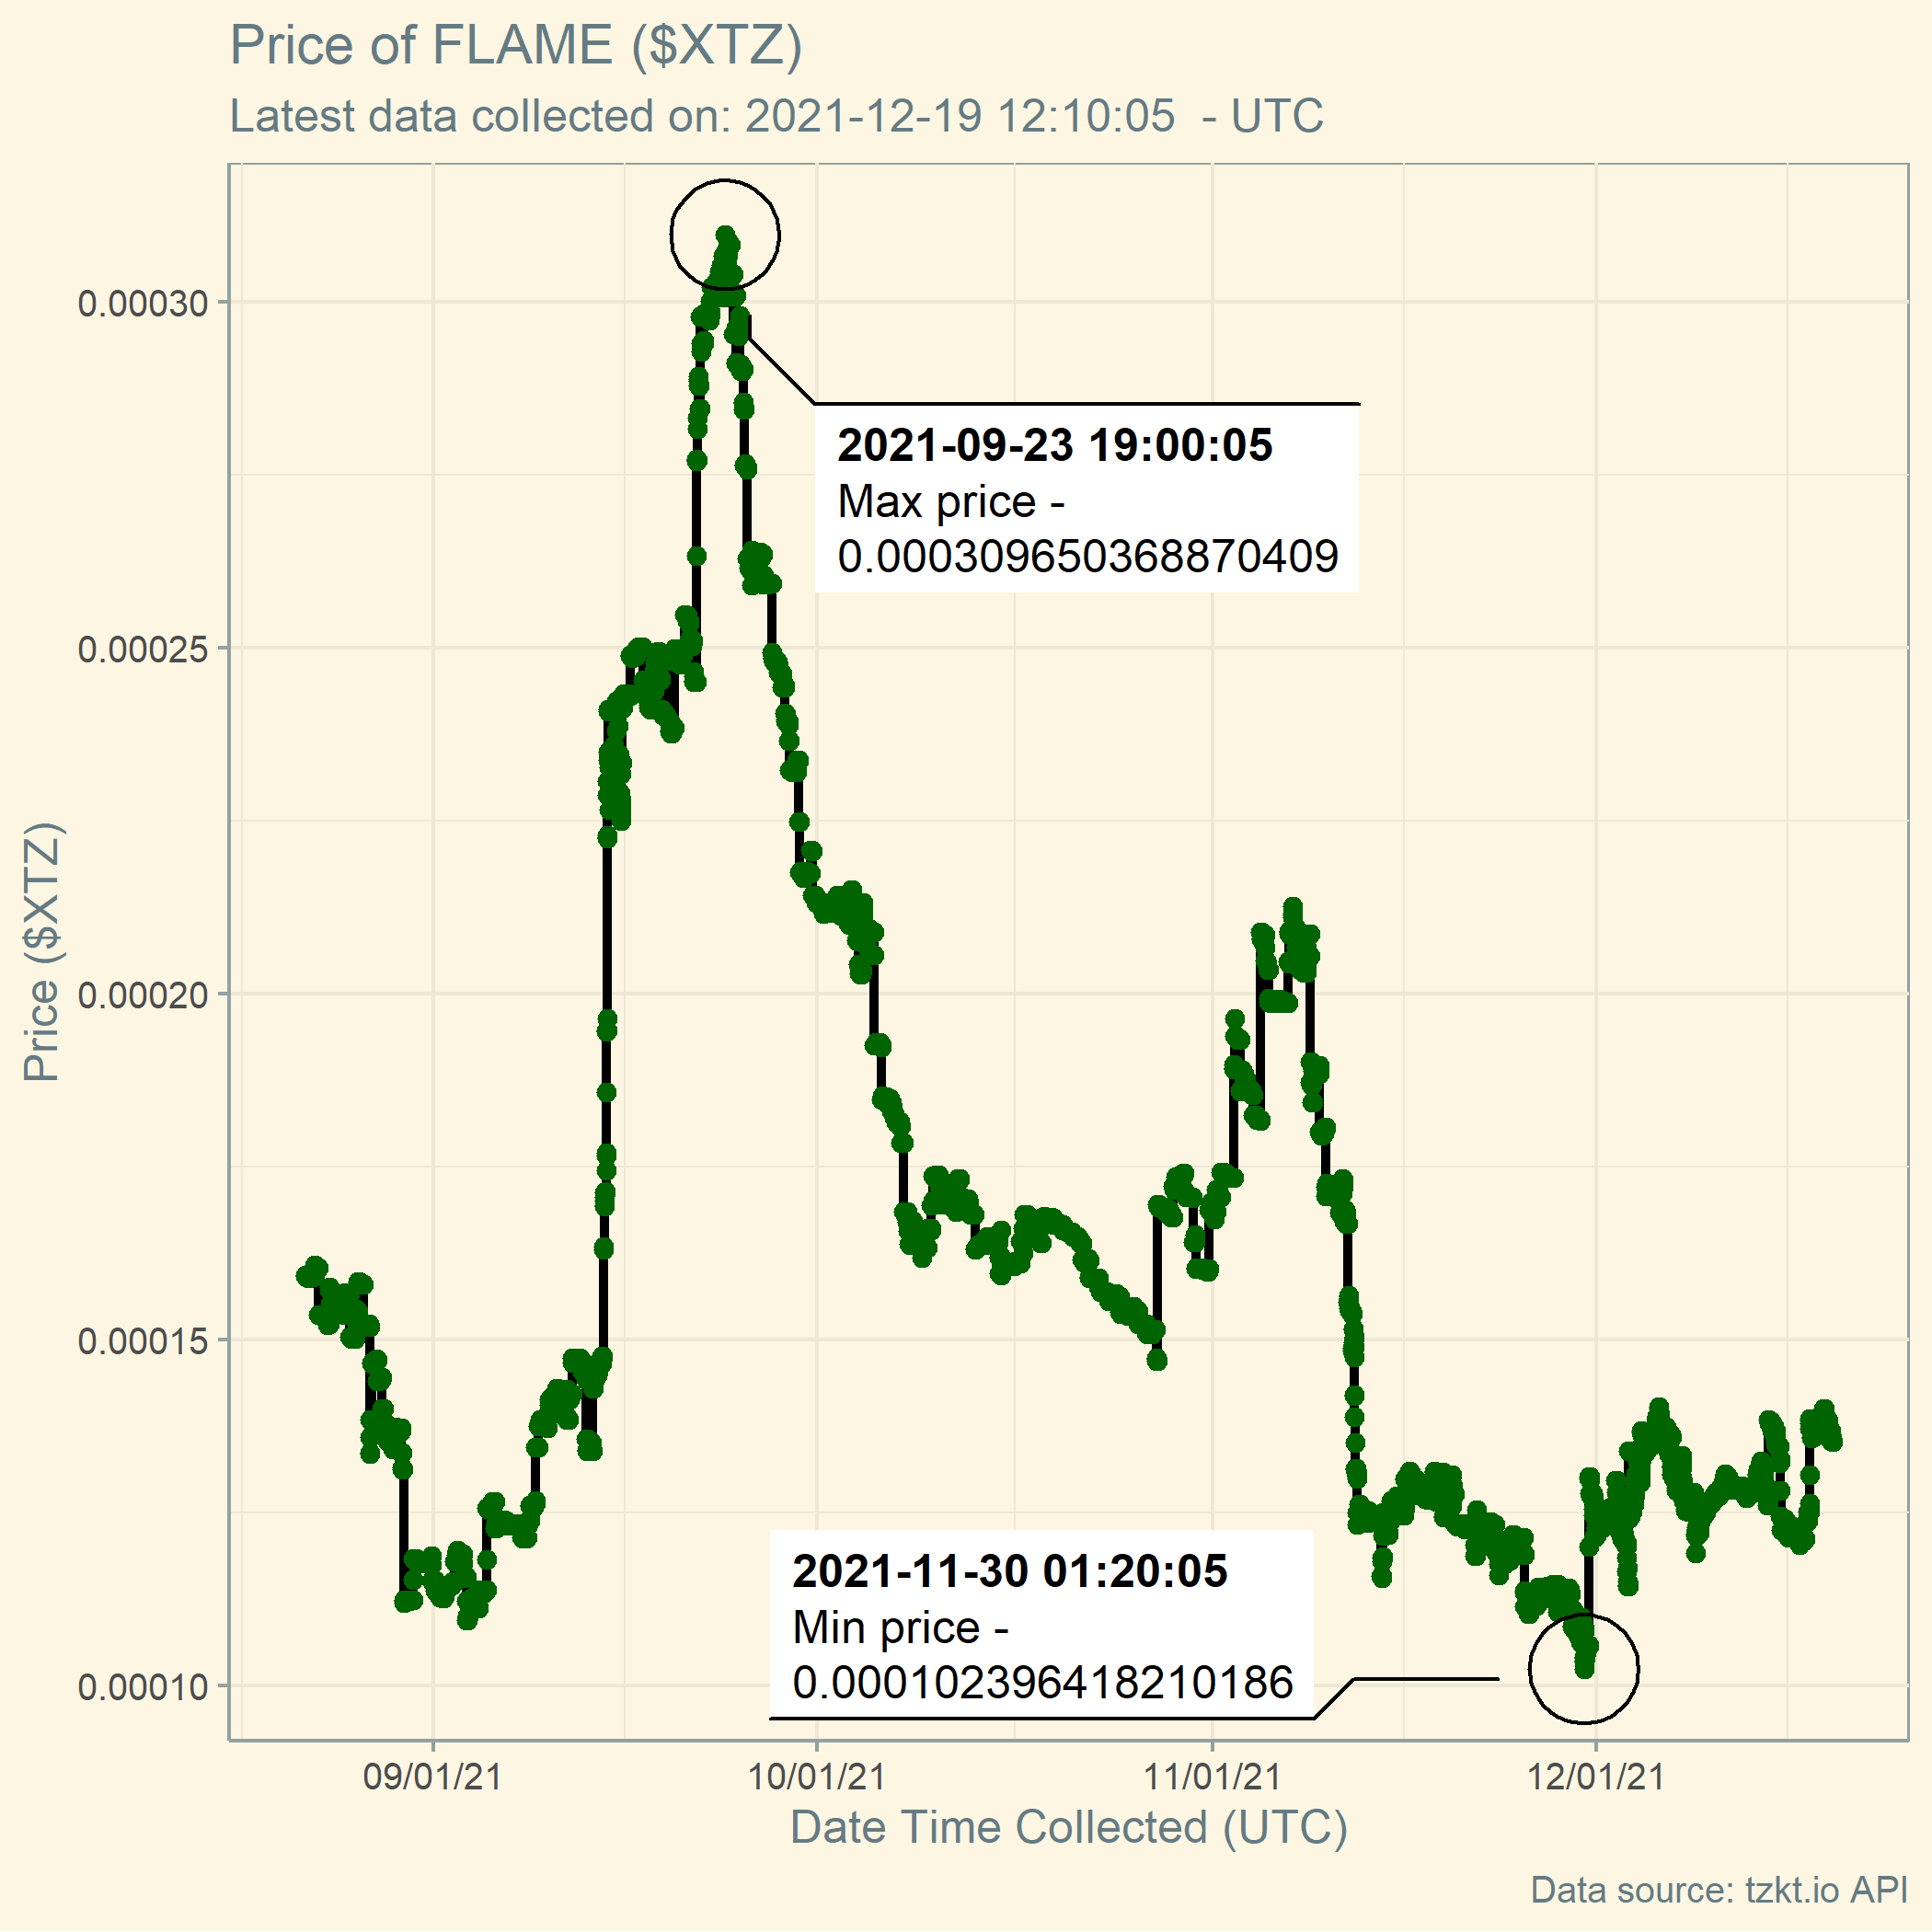 Price of FLAME ($XTZ)
Latest data collected on: 2021-12-19 12:10:05  - UTC
Price ($XTZ)
0.00030
0.00025
0.00020
0.00015
0.00010
2021-09-23 19:00:05
Max price -
0.000309650368870409
2021-11-30 01:20:05
Min price -
0.000102396418210186
09/01/21
10/01/21
11/01/21
12/01/21
Date Time Collected (UTC)
Data source: tzkt.io API